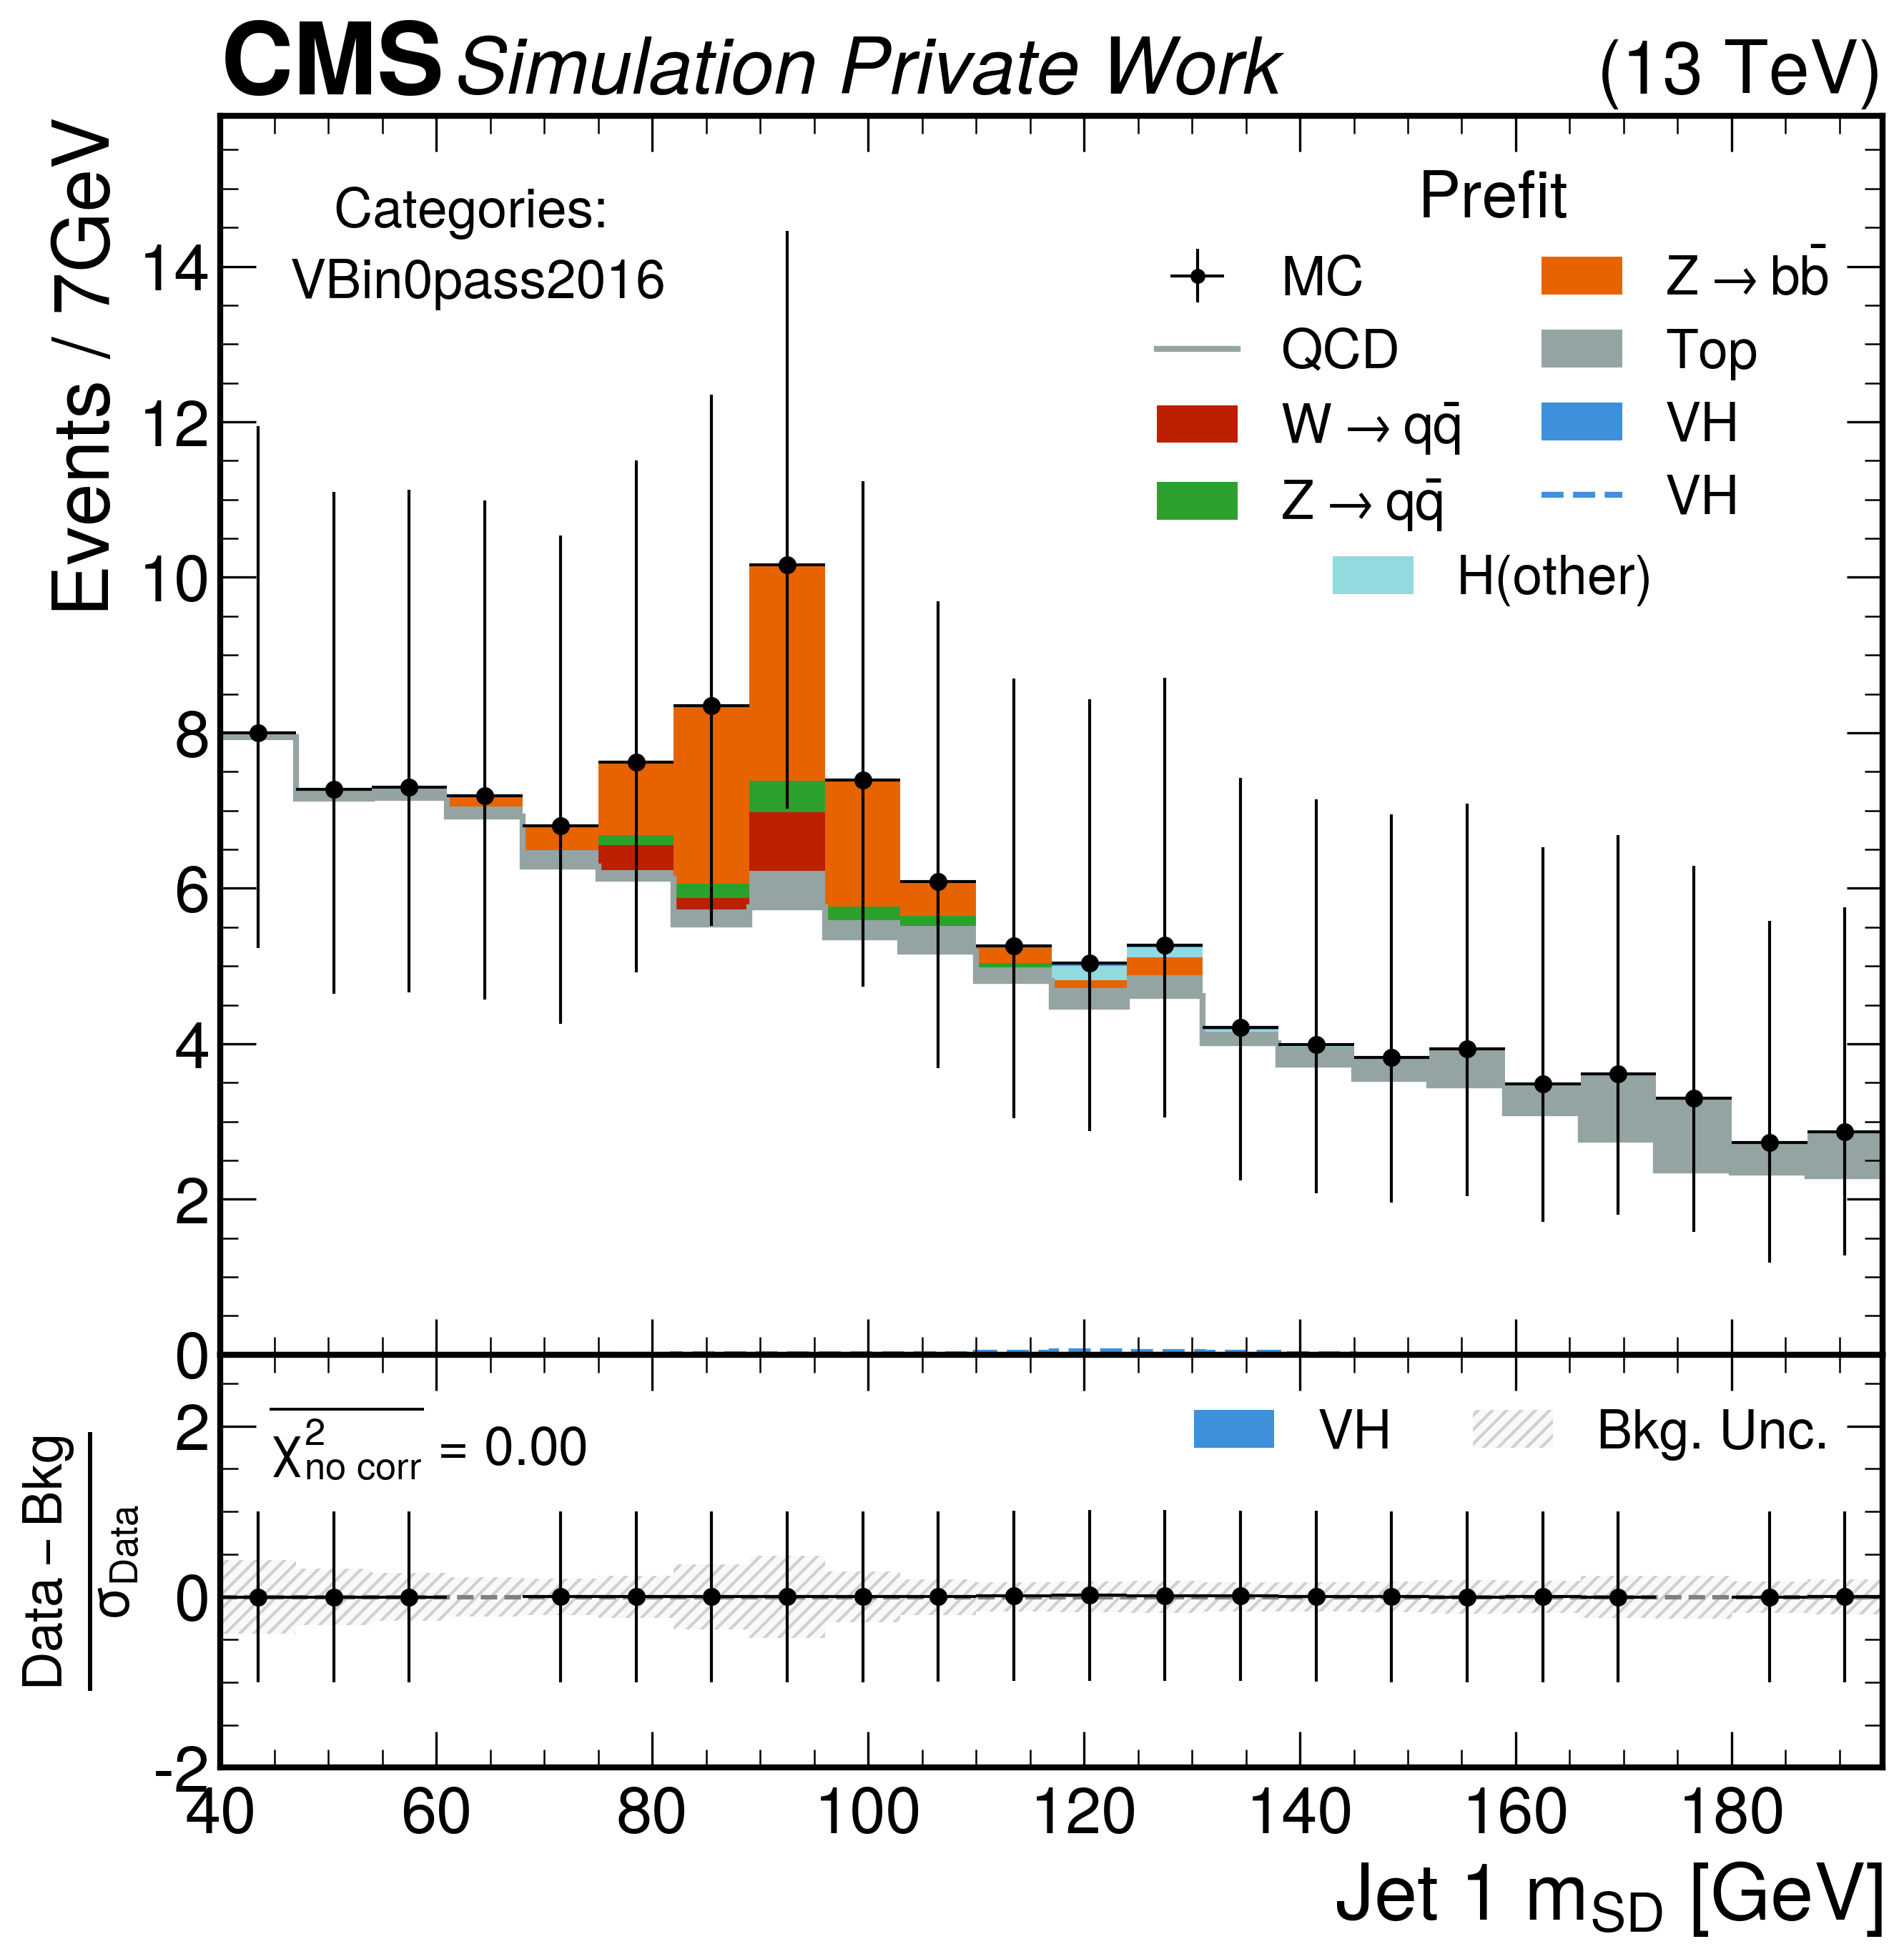 CMS Simulation Private Work (13 TeV)
Events / 7GeV
Categories:
VBin0pass2016
Prefit
MC
Z → bb̄
QCD
Top
W → qq̄
VH
Z → qq̄
VH
H(other)
14
12
10
8
6
4
2
0
Data − Bkg
σData
χ²no corr = 0.00
VH
Bkg. Unc.
2
0
-2
40 60 80 100 120 140 160 180
Jet 1 mSD [GeV]